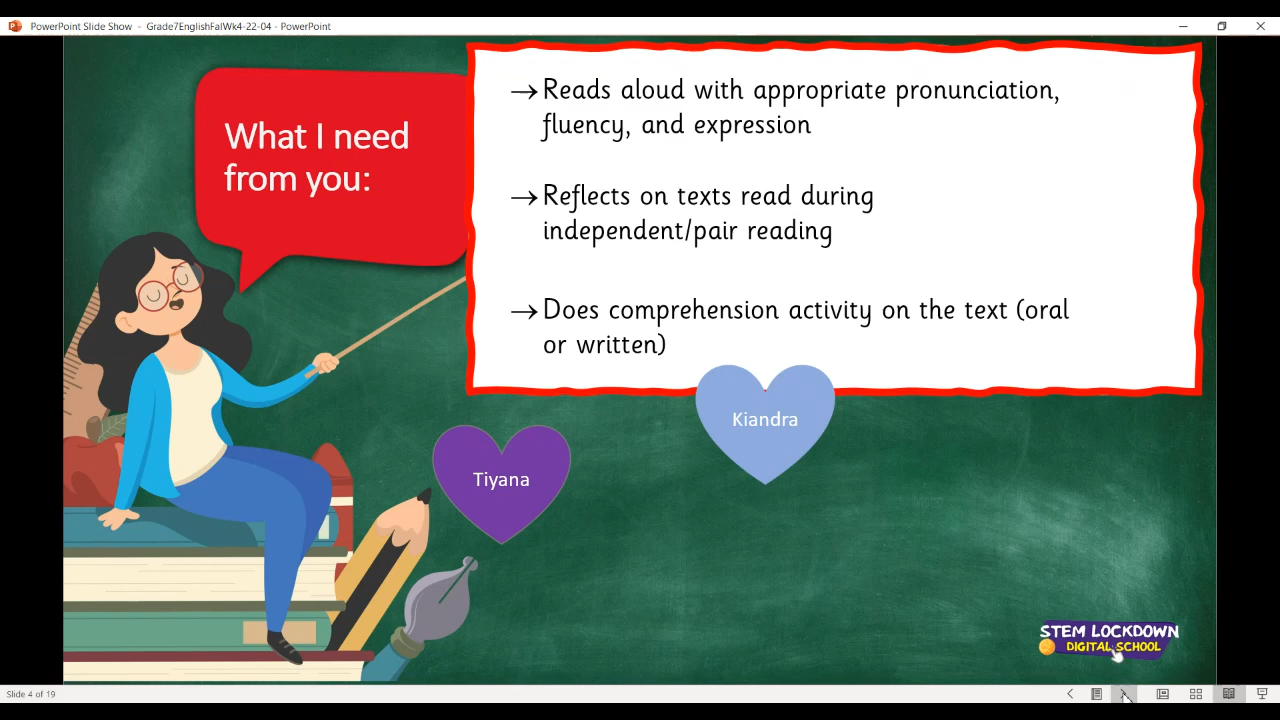 PowerPoint Slide Show - Grade7EnglishFalWk4-22-04 - PowerPoint
What I need
from you:
→Reads aloud with appropriate pronunciation,
fluency, and expression
→Reflects on texts read during
independent/pair reading
→Does comprehension activity on the text (oral
or written)
Kiandra
Tiyana
STEM LOCKDOWN
DIGITAL SCHOOL
Slide 4 of 19